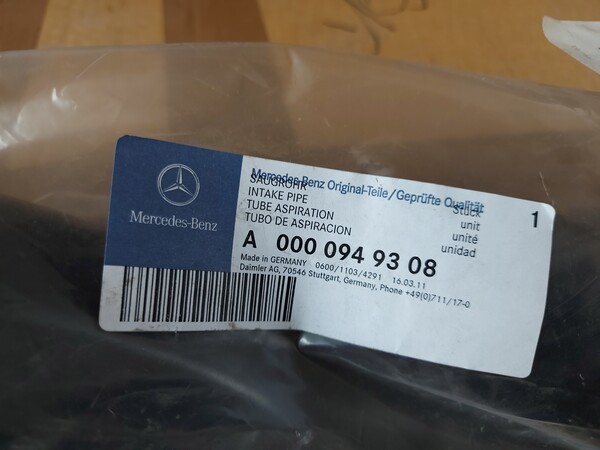 Mercedes-Benz
Mercedes-Benz Original-Teile/Geprüfte Qualität
SAUGROHR
Stück
1
INTAKE PIPE
unit
TUBE ASPIRATION
unité
TUBO DE ASPIRACION
unidad
A 000 094 93 08
Made in GERMANY 0600/1103/4291 16.03.11
Daimler AG, 70546 Stuttgart, Germany, Phone +49(0)711/17-0